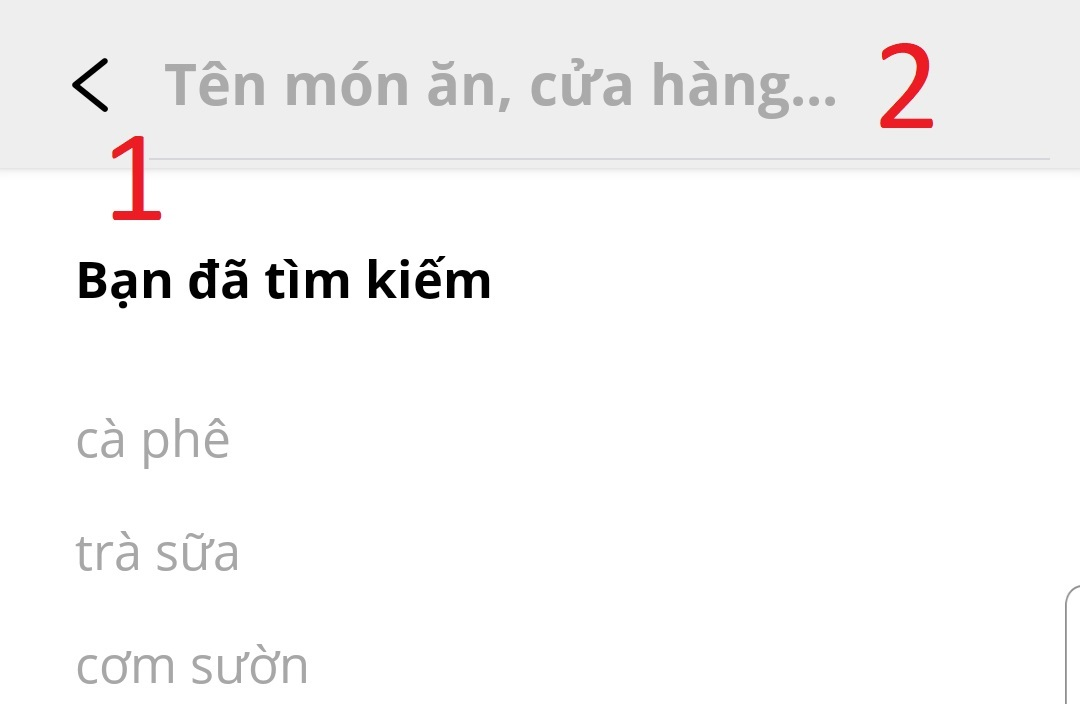 Tên món ăn, cửa hàng... 2
1
Bạn đã tìm kiếm
cà phê
trà sữa
cơm sườn